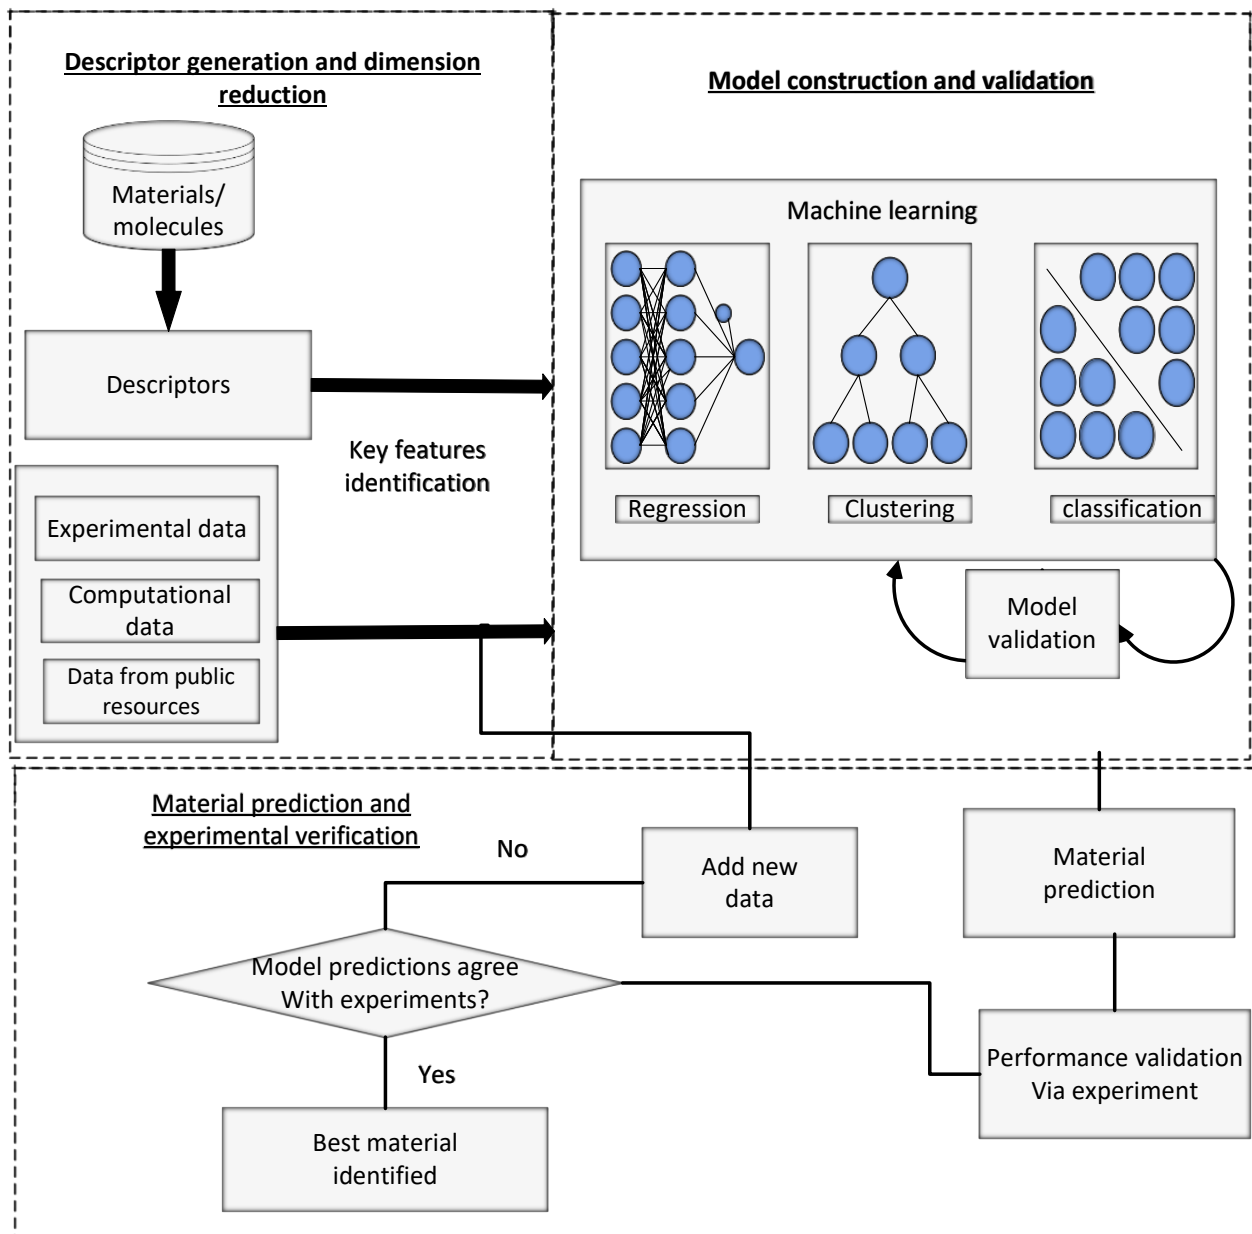 Descriptor generation and dimension
reduction
Materials/
molecules
Descriptors
Key features
identification
Experimental data
Computational
data
Data from public
resources
Model construction and validation
Machine learning
Regression
Clustering
classification
Model
validation
Material prediction and
experimental verification
No
Add new
data
Material
prediction
Model predictions agree
With experiments?
Performance validation
Via experiment
Yes
Best material
identified